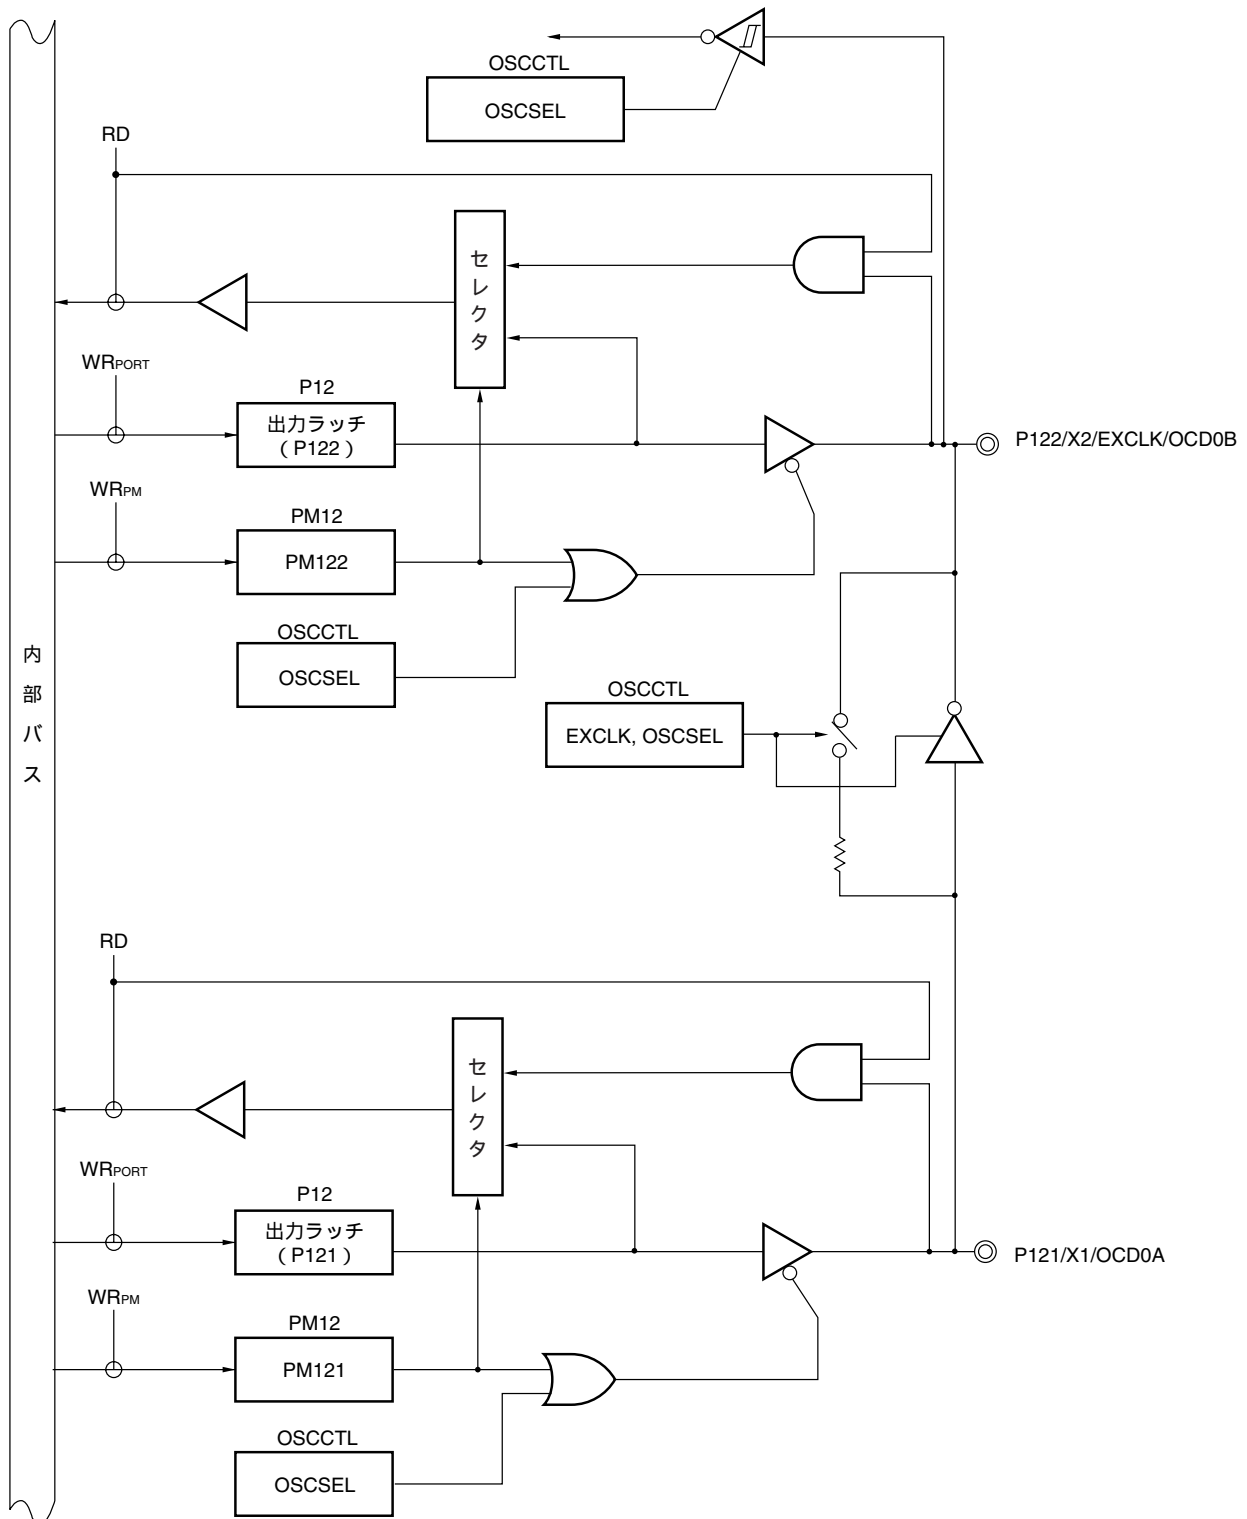 OSCCTL
OSCSEL
RD
セレクタ
WRPORT
P12
出力ラッチ
（P122）
P122/X2/EXCLK/OCD0B
WRPM
PM12
PM122
OSCCTL
OSCSEL
内部バス
OSCCTL
EXCLK, OSCSEL
RD
セレクタ
WRPORT
P12
出力ラッチ
（P121）
P121/X1/OCD0A
WRPM
PM12
PM121
OSCCTL
OSCSEL